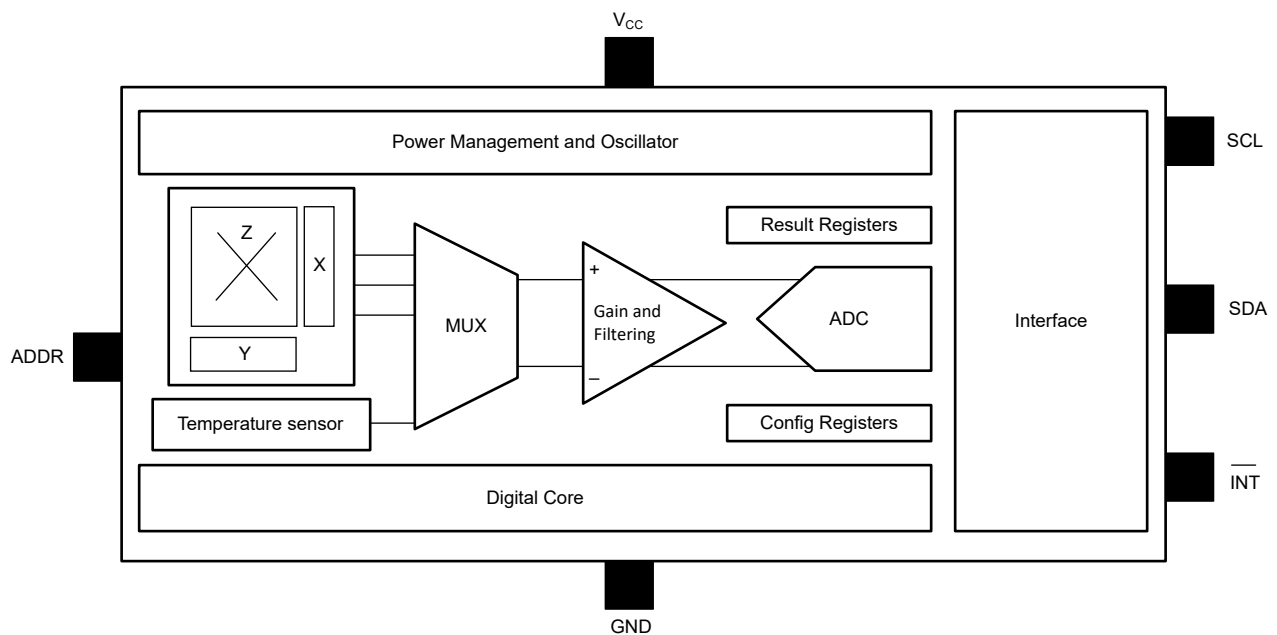 VCC
Power Management and Oscillator
SCL
Result Registers
Z
X
+
Gain and
Filtering
MUX
ADC
Interface
SDA
ADDR
Y
–
Temperature sensor
Config Registers
INT
Digital Core
GND